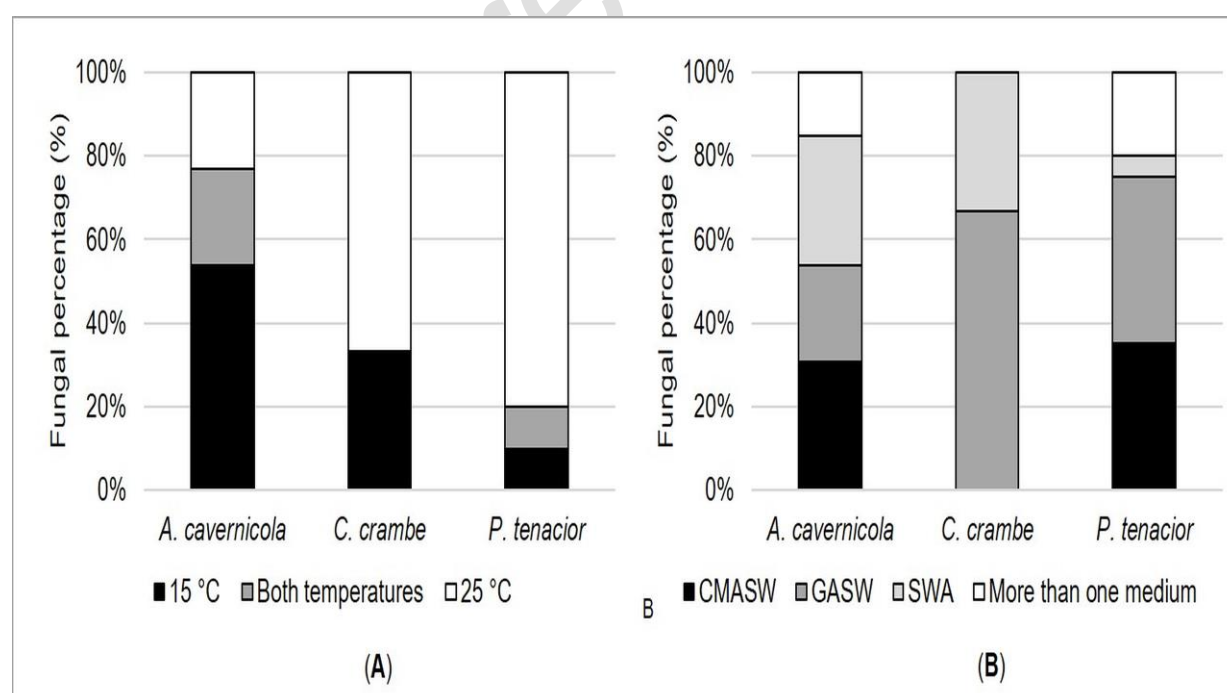 Fungal percentage (%)
100%
80%
60%
40%
20%
0%
A. cavernicola C. crambe P. tenacior
15 °C Both temperatures 25 °C
(A)
Fungal percentage (%)
100%
80%
60%
40%
20%
0%
A. cavernicola C. crambe P. tenacior
B
CMASW GASW SWA More than one medium
(B)